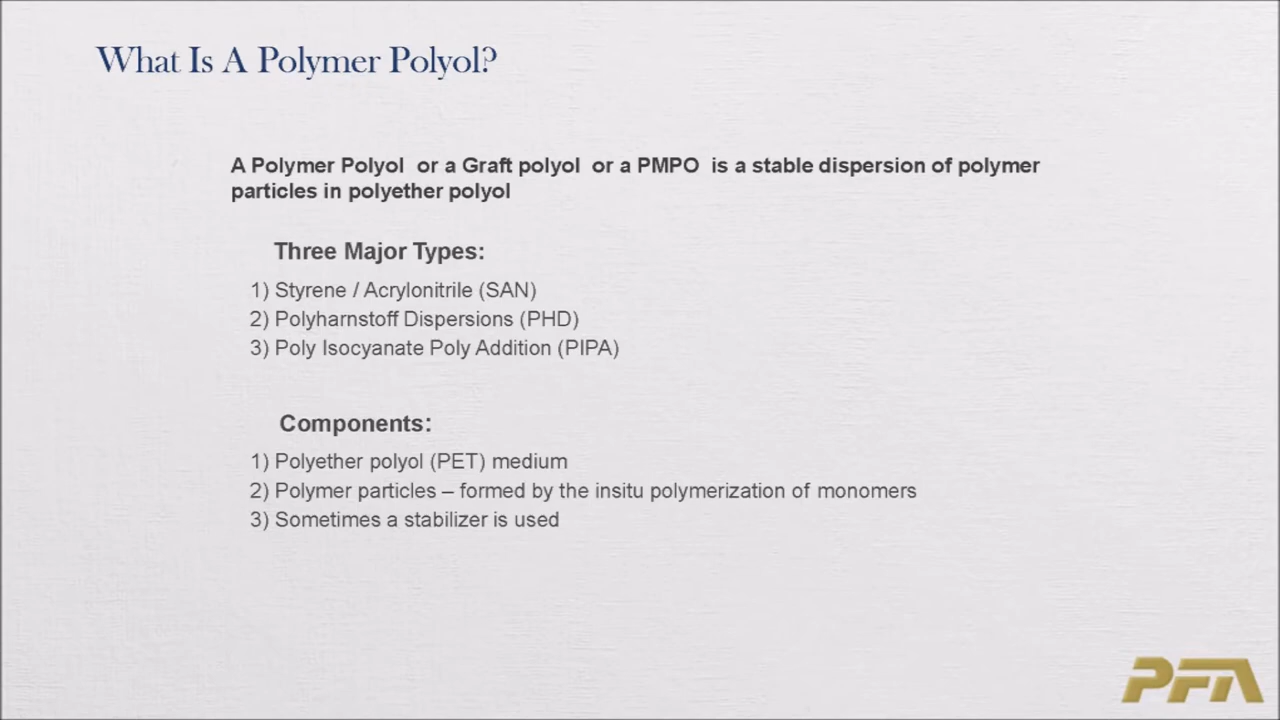 What Is A Polymer Polyol?
A Polymer Polyol or a Graft polyol or a PMPO is a stable dispersion of polymer
particles in polyether polyol
Three Major Types:
1) Styrene / Acrylonitrile (SAN)
2) Polyharnstoff Dispersions (PHD)
3) Poly Isocyanate Poly Addition (PIPA)
Components:
1) Polyether polyol (PET) medium
2) Polymer particles – formed by the insitu polymerization of monomers
3) Sometimes a stabilizer is used
PFA